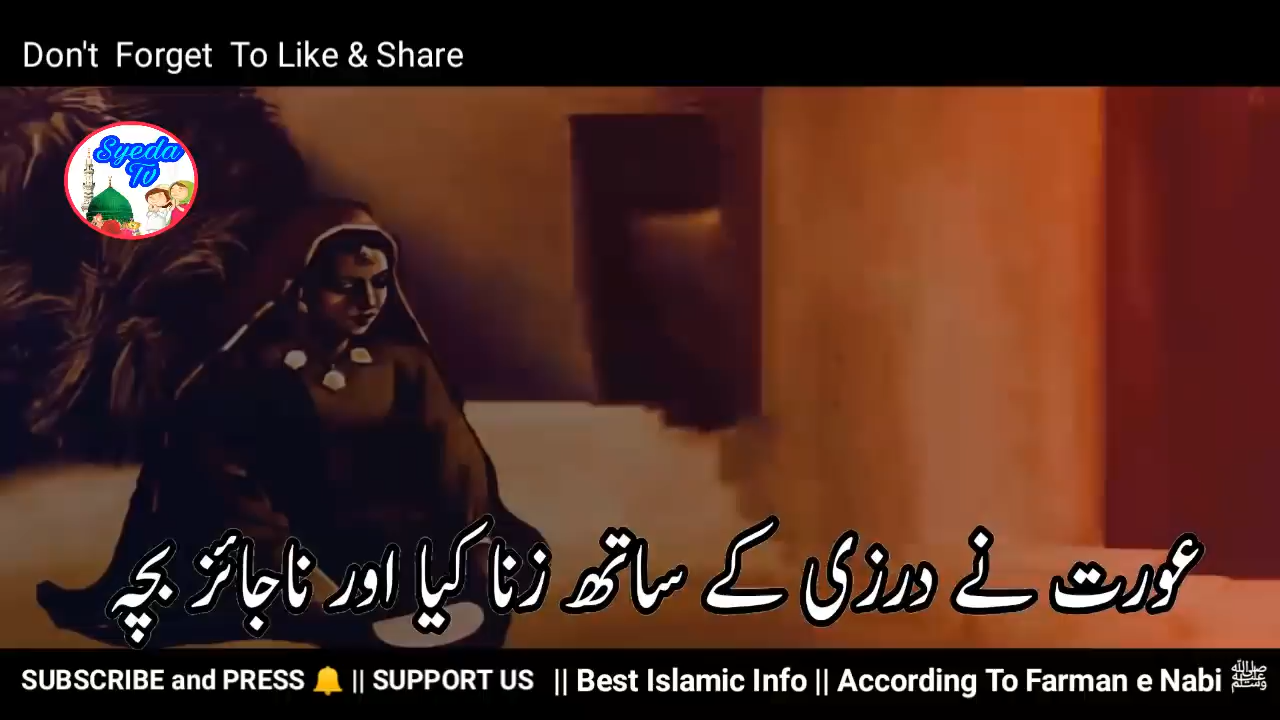 Don't Forget To Like & Share
Syeda
Tv
عورت نے درزی کے ساتھ زنا کیا اور ناجائز بچہ
SUBSCRIBE and PRESS 🔔 || SUPPORT US || Best Islamic Info || According To Farman e Nabi ﷺ